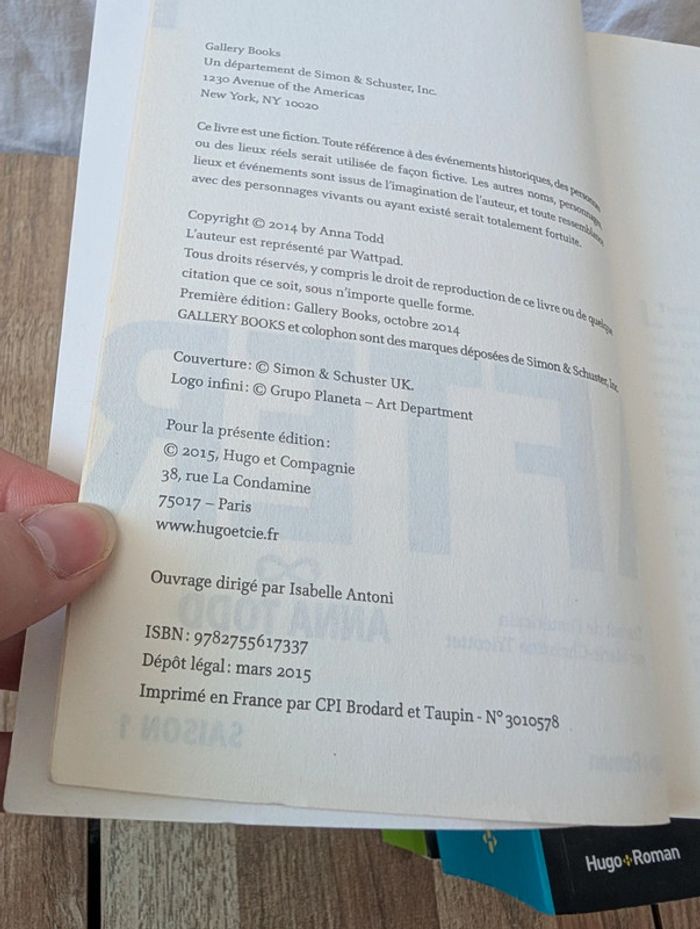 Gallery Books
Un département de Simon & Schuster, Inc.
1230 Avenue of the Americas
New York, NY 10020
Ce livre est une fiction. Toute référence à des événements historiques, des
ou des lieux réels serait utilisée de façon fictive. Les autres noms, personnages,
lieux et événements sont issus de l'imagination de l'auteur, et toute ressemblance
avec des personnages vivants ou ayant existé serait totalement fortuite.
Copyright © 2014 by Anna Todd
L'auteur est représenté par Wattpad.
Tous droits réservés, y compris le droit de reproduction de ce livre ou de quelque
citation que ce soit, sous n'importe quelle forme.
Première édition : Gallery Books, octobre 2014
GALLERY BOOKS et colophon sont des marques déposées de Simon & Schuster, Inc.
Couverture : © Simon & Schuster UK.
Logo infini : © Grupo Planeta – Art Department
Pour la présente édition :
© 2015, Hugo et Compagnie
38, rue La Condamine
75017 – Paris
www.hugoetcie.fr
Ouvrage dirigé par Isabelle Antoni
ISBN : 9782755617337
Dépôt légal : mars 2015
Imprimé en France par CPI Brodard et Taupin - N° 3010578
FTER
ANNA TODD
SAISON 1
Hugo Roman